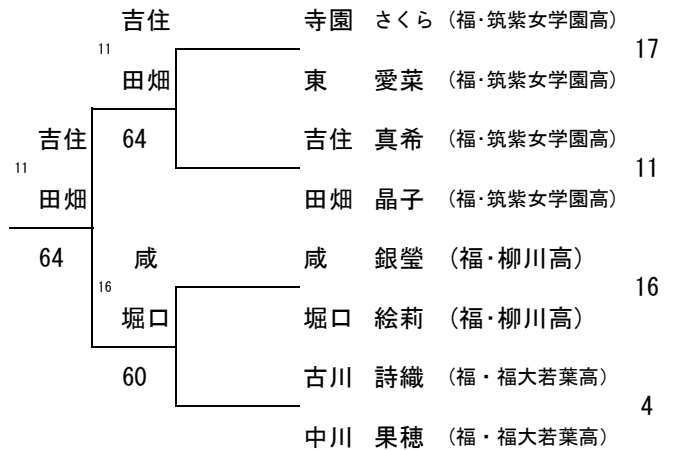 吉住 寺園 さくら (福・筑紫女学園高)
11 17
田畑 東 愛菜 (福・筑紫女学園高)
吉住 64 吉住 真希 (福・筑紫女学園高)
11 11
田畑 田畑 晶子 (福・筑紫女学園高)
64 咸 咸 銀瑩 (福・柳川高)
16 16
堀口 堀口 絵莉 (福・柳川高)
60 古川 詩織 (福・福大若葉高)
4
中川 果穂 (福・福大若葉高)